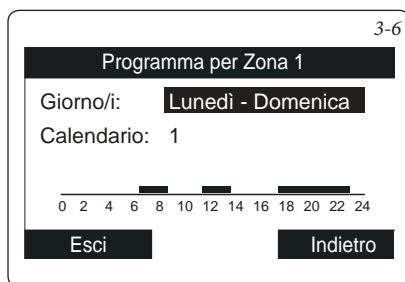 3-6
Programma per Zona 1
Giorno/i: Lunedì - Domenica
Calendario: 1
0 2 4 6 8 10 12 14 16 18 20 22 24
Esci Indietro